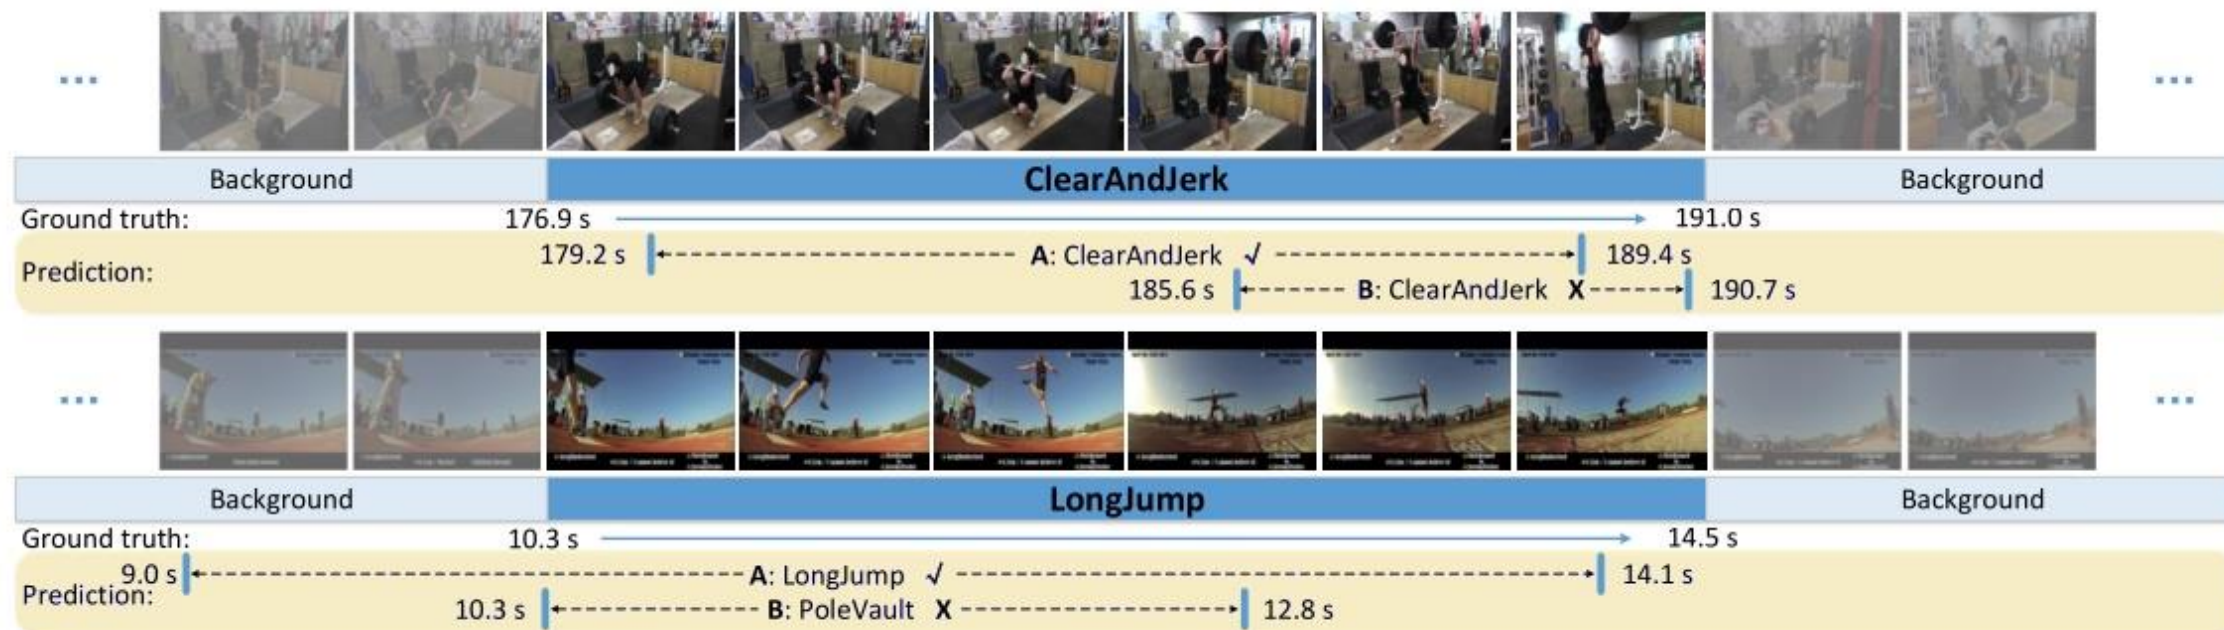 ...
...
Background ClearAndJerk Background
Ground truth: 176.9 s 191.0 s
Prediction: 179.2 s A: ClearAndJerk √ 189.4 s
185.6 s B: ClearAndJerk X 190.7 s
...
...
Background LongJump Background
Ground truth: 10.3 s 14.5 s
Prediction: 9.0 s A: LongJump √ 14.1 s
10.3 s B: PoleVault X 12.8 s